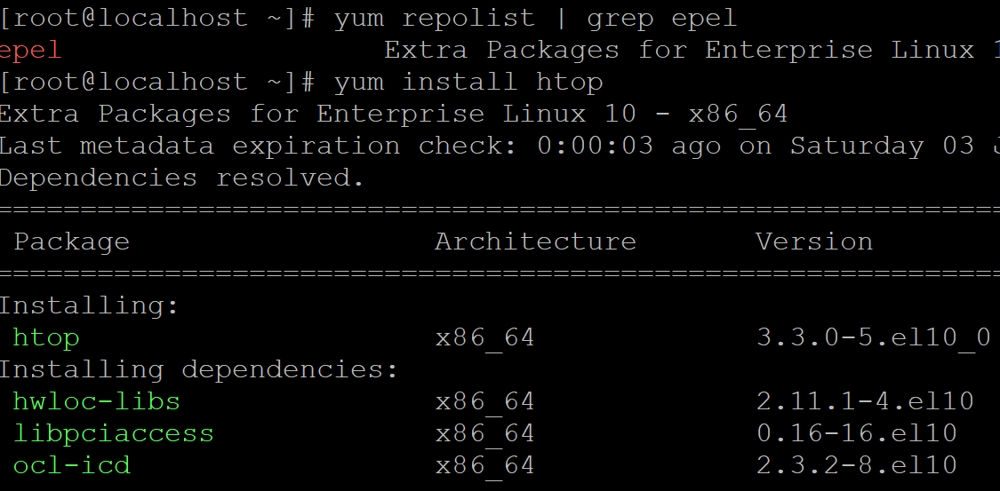 [root@localhost ~]# yum repolist | grep epel
epel Extra Packages for Enterprise Linux 1
[root@localhost ~]# yum install htop
Extra Packages for Enterprise Linux 10 - x86_64
Last metadata expiration check: 0:00:03 ago on Saturday 03 J
Dependencies resolved.
================================================================================
Package Architecture Version
================================================================================
Installing:
htop x86_64 3.3.0-5.el10_0
Installing dependencies:
hwloc-libs x86_64 2.11.1-4.el10
libpciaccess x86_64 0.16-16.el10
ocl-icd x86_64 2.3.2-8.el10